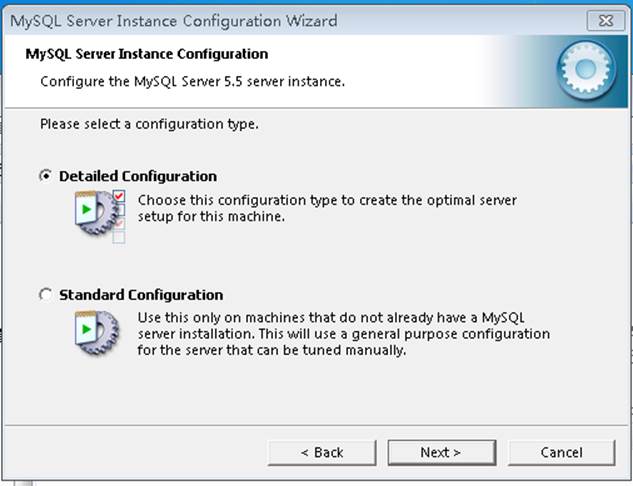 MySQL Server Instance Configuration Wizard
MySQL Server Instance Configuration
Configure the MySQL Server 5.5 server instance.
Please select a configuration type.
Detailed Configuration
Choose this configuration type to create the optimal server
setup for this machine.
Standard Configuration
Use this only on machines that do not already have a MySQL
server installation. This will use a general purpose configuration
for the server that can be tuned manually.
< Back
Next >
Cancel